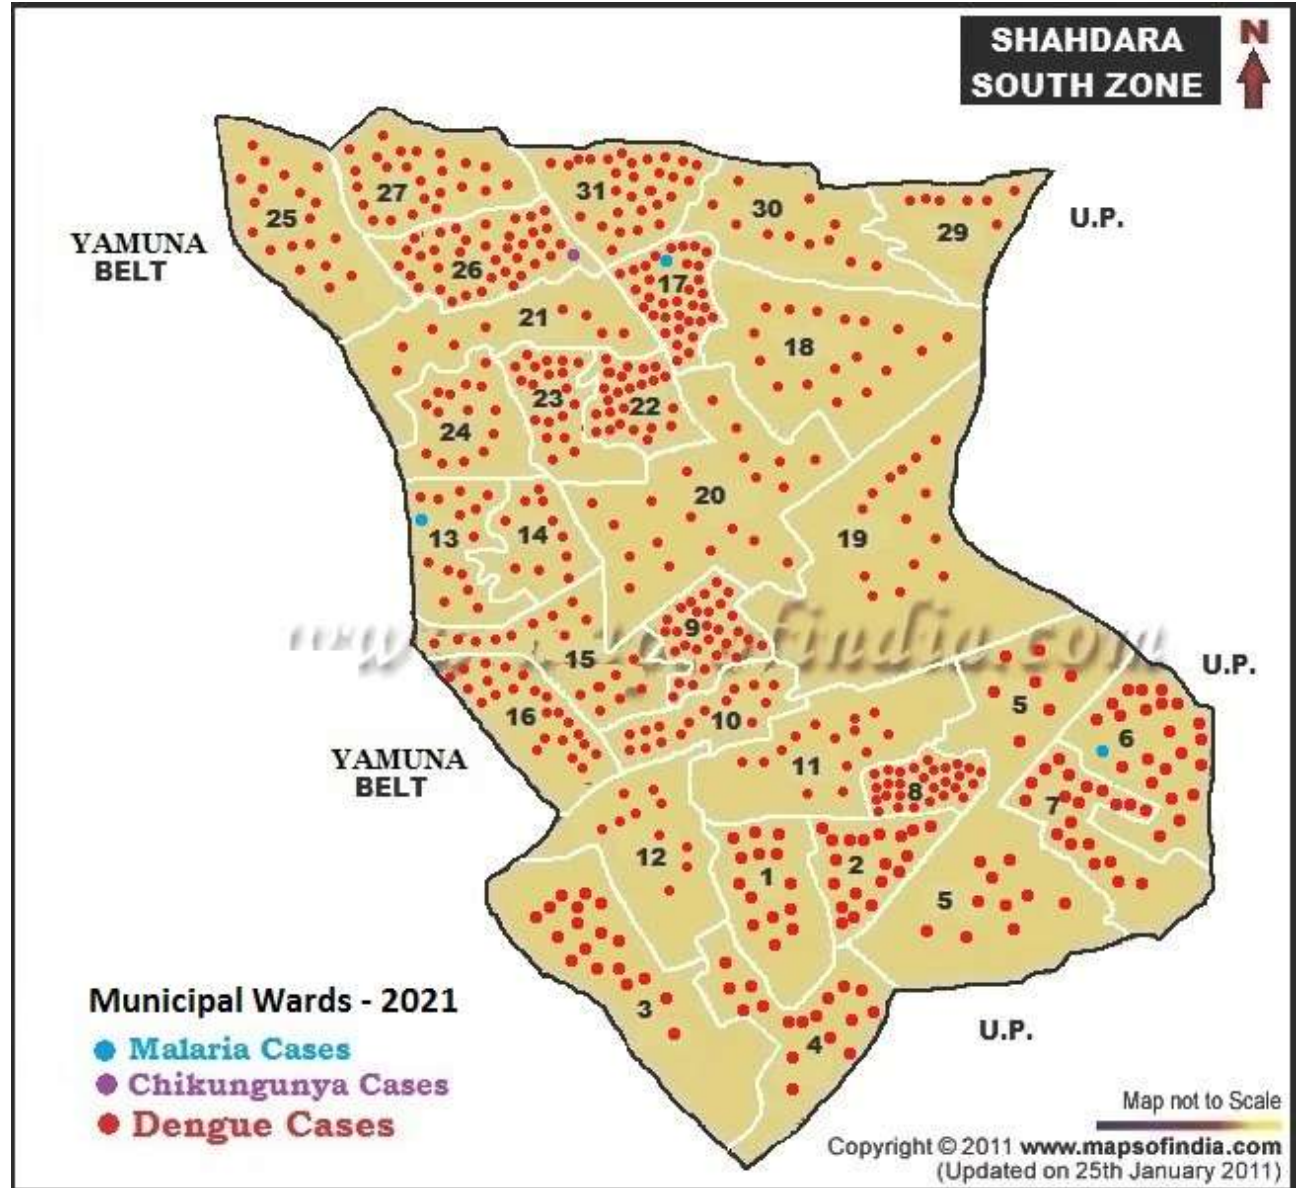 SHAHDARA
SOUTH ZONE
N
31
27
30
25
29
U.P.
YAMUNA
BELT
26
17
21
18
23
22
24
20
13
14
19
9
www.mapsofindia.com
15
U.P.
16
10
5
6
YAMUNA
BELT
11
8
7
12
1
2
5
Municipal Wards - 2021
3
U.P.
4
Malaria Cases
Chikungunya Cases
Dengue Cases
Map not to Scale
Copyright © 2011 www.mapsofindia.com
(Updated on 25th January 2011)